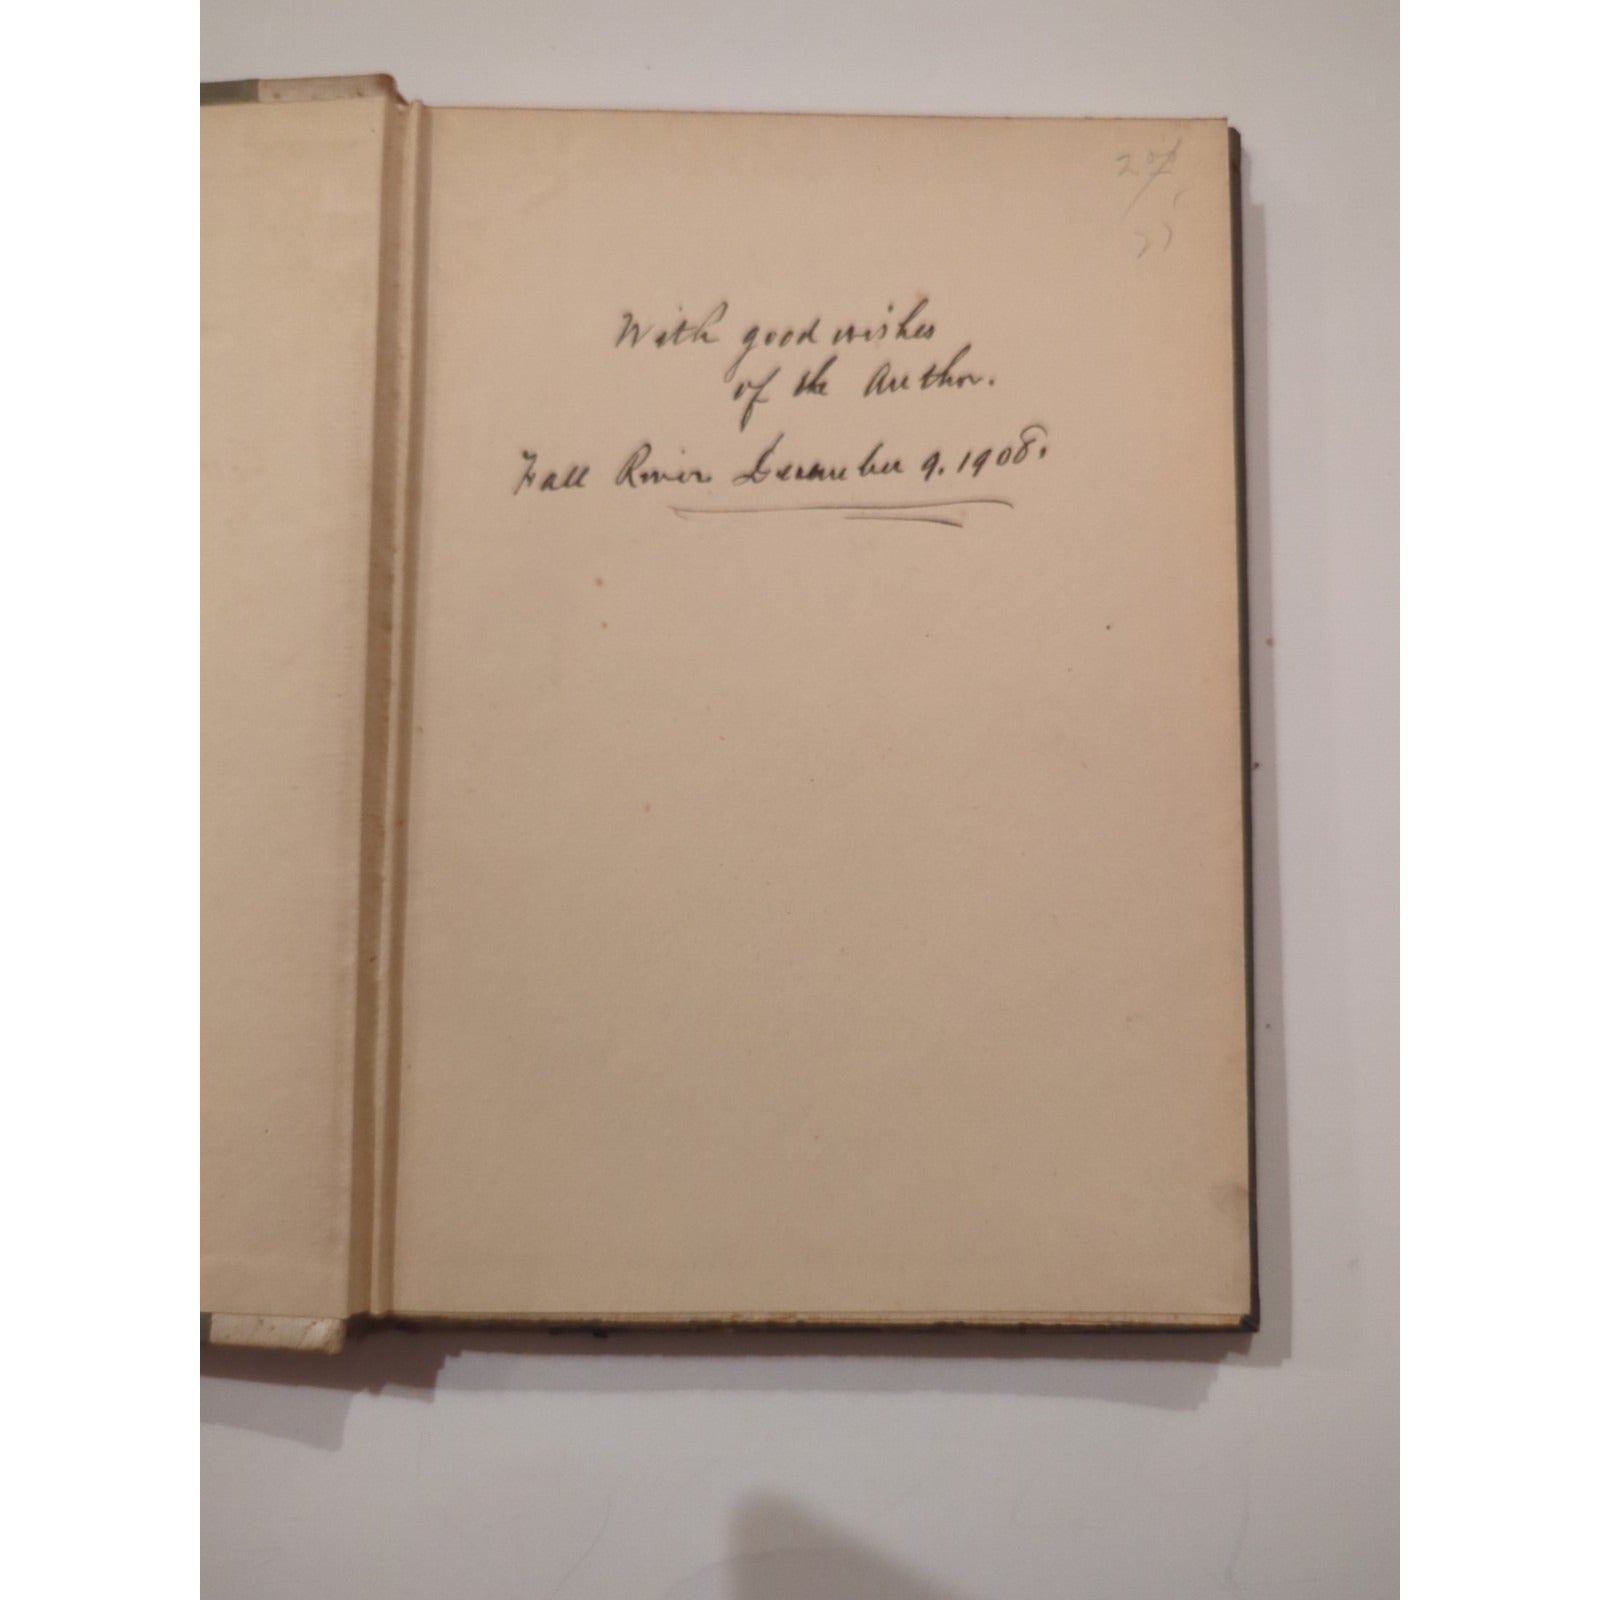 With good wishes
of the Author.
Fall River December 9. 1908.